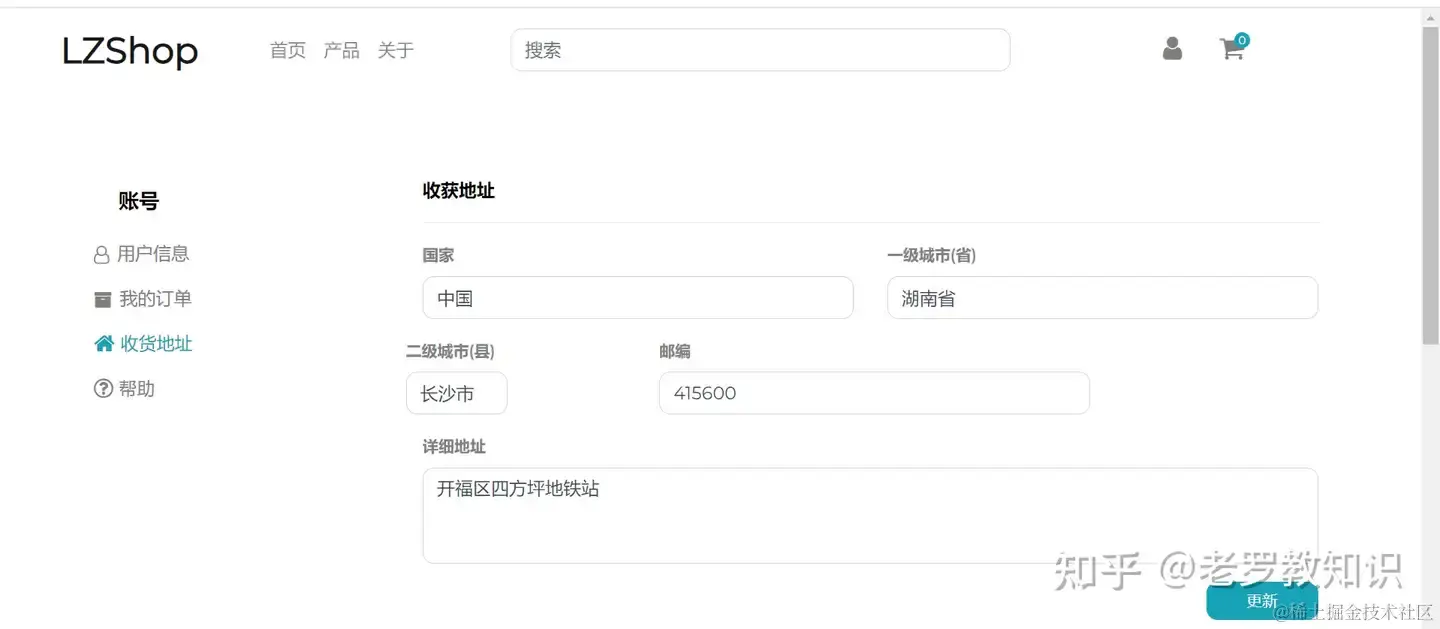 LZShop 首页 产品 关于 搜索 0
账号
用户信息
我的订单
收货地址
帮助
收获地址
国家 一级城市(省)
中国 湖南省
二级城市(县) 邮编
长沙市 415600
详细地址
开福区四方坪地铁站
更新
知乎 @老罗教知识
@稀土掘金技术社区